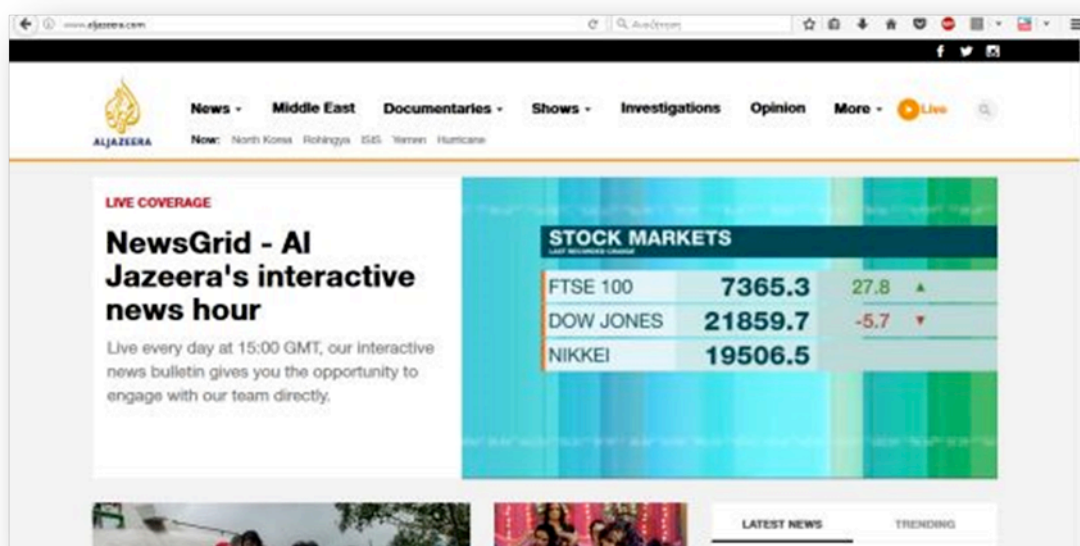 www.aljazeera.com
ALJAZEERA
News Middle East Documentaries Shows Investigations Opinion More Live
Now: North Korea Rohingya ISIS Yemen Hurricane
LIVE COVERAGE
NewsGrid - Al
Jazeera's interactive
news hour
Live every day at 15:00 GMT, our interactive
news bulletin gives you the opportunity to
engage with our team directly.
STOCK MARKETS
LAST RECORDED CHANGE
FTSE 100 7365.3 27.8 ▲
DOW JONES 21859.7 -5.7 ▼
NIKKEI 19506.5
LATEST NEWS TRENDING